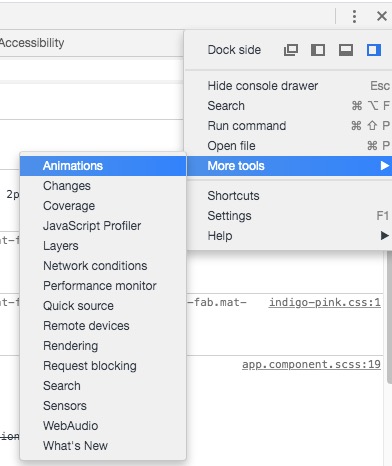 Accessibility
Dock side
Hide console drawer Esc
Search ⌘ ⌥ F
Run command ⌘ ⇧ P
Open file ⌘ P
More tools ▶
Shortcuts
Settings F1
Help ▶
Animations
Changes
Coverage
JavaScript Profiler
Layers
Network conditions
Performance monitor
Quick source
Remote devices
Rendering
Request blocking
Search
Sensors
WebAudio
What's New
2p
-fab.mat- indigo-pink.css:1
app.component.scss:19
ion